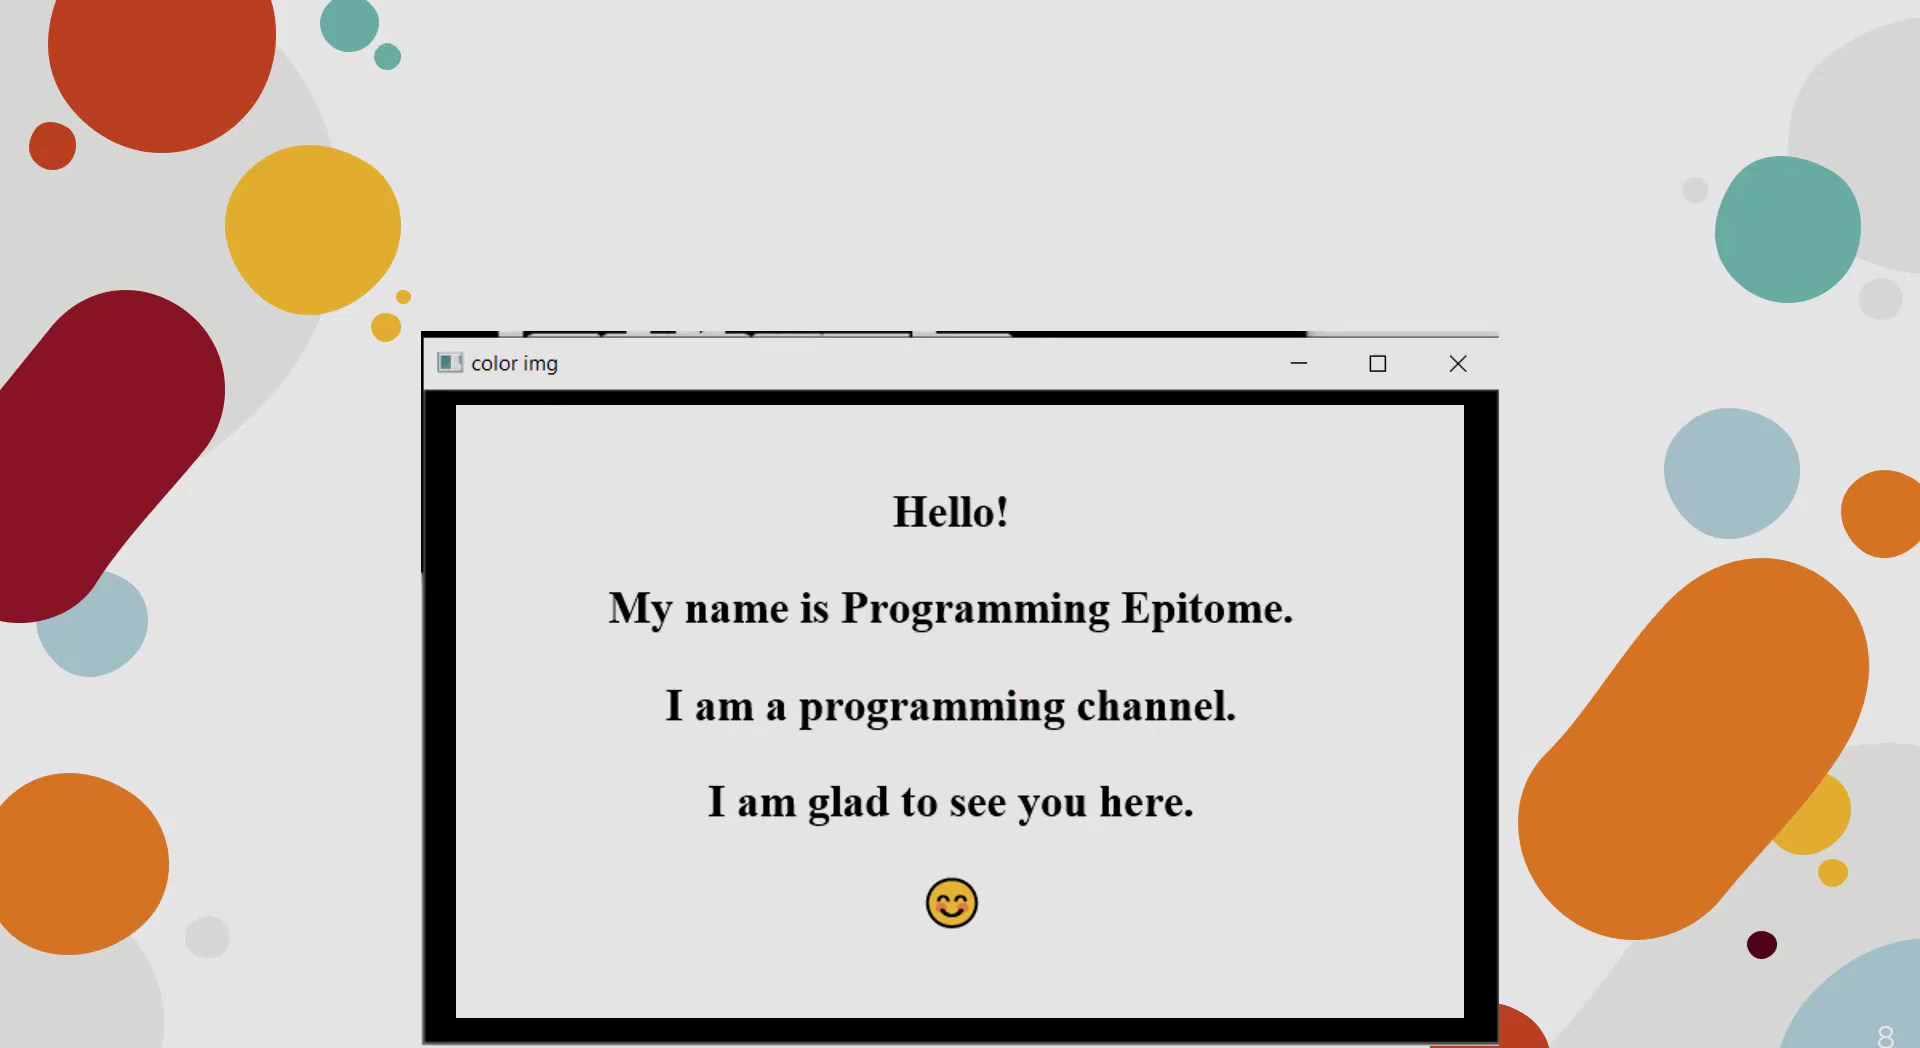 color img
Hello!
My name is Programming Epitome.
I am a programming channel.
I am glad to see you here.
😊
8